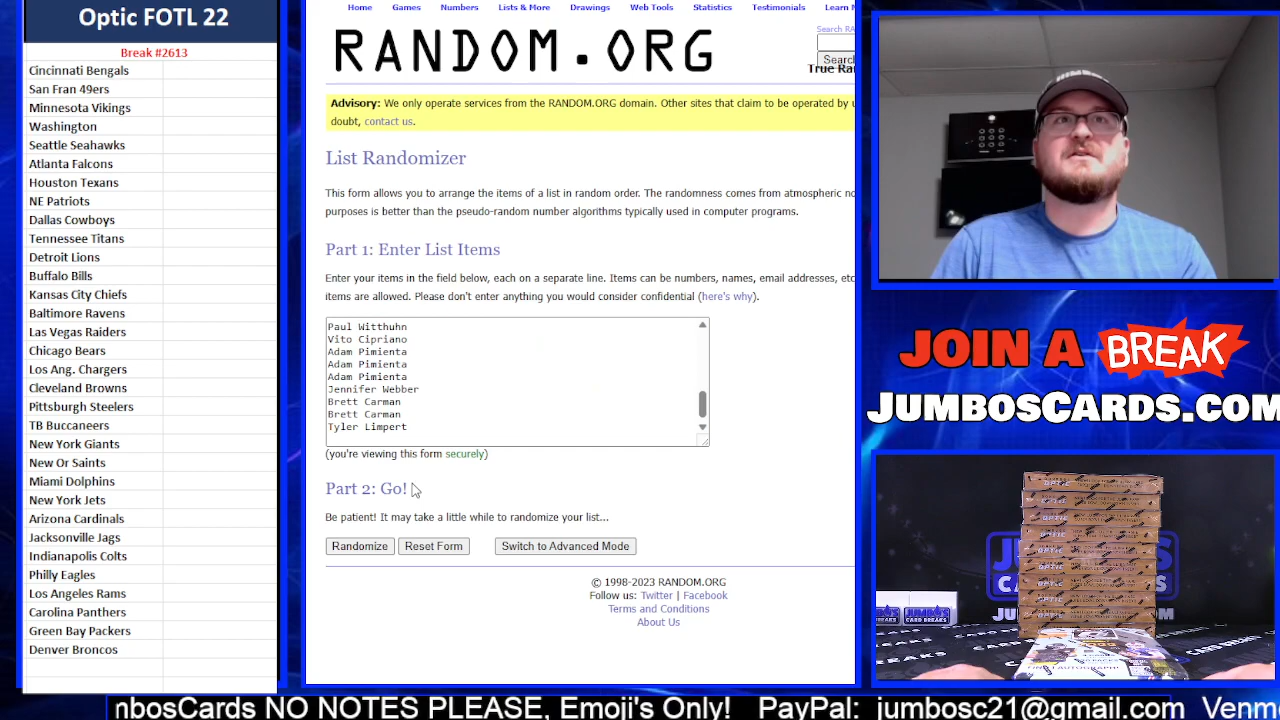 Optic FOTL 22
Break #2613
Cincinnati Bengals
San Fran 49ers
Minnesota Vikings
Washington
Seattle Seahawks
Atlanta Falcons
Houston Texans
NE Patriots
Dallas Cowboys
Tennessee Titans
Detroit Lions
Buffalo Bills
Kansas City Chiefs
Baltimore Ravens
Las Vegas Raiders
Chicago Bears
Los Ang. Chargers
Cleveland Browns
Pittsburgh Steelers
TB Buccaneers
New York Giants
New Or Saints
Miami Dolphins
New York Jets
Arizona Cardinals
Jacksonville Jags
Indianapolis Colts
Philly Eagles
Los Angeles Rams
Carolina Panthers
Green Bay Packers
Denver Broncos
Home Games Numbers Lists & More Drawings Web Tools Statistics Testimonials Learn M
RANDOM.ORG
Search RA
Search
True Ran
Advisory: We only operate services from the RANDOM.ORG domain. Other sites that claim to be operated by u
doubt, contact us.
List Randomizer
This form allows you to arrange the items of a list in random order. The randomness comes from atmospheric no
purposes is better than the pseudo-random number algorithms typically used in computer programs.
Part 1: Enter List Items
Enter your items in the field below, each on a separate line. Items can be numbers, names, email addresses, etc
items are allowed. Please don't enter anything you would consider confidential (here's why).
Paul Witthuhn
Vito Cipriano
Adam Pimienta
Adam Pimienta
Adam Pimienta
Jennifer Webber
Brett Carman
Brett Carman
Tyler Limpert
(you're viewing this form securely)
Part 2: Go!
Be patient! It may take a little while to randomize your list...
Randomize Reset Form Switch to Advanced Mode
© 1998-2023 RANDOM.ORG
Follow us: Twitter | Facebook
Terms and Conditions
About Us
JOIN A BREAK
JUMBOSCARDS.COM
OPTIC
nbosCards NO NOTES PLEASE, Emoji's Only! PayPal: jumbosc21@gmail.com Venm